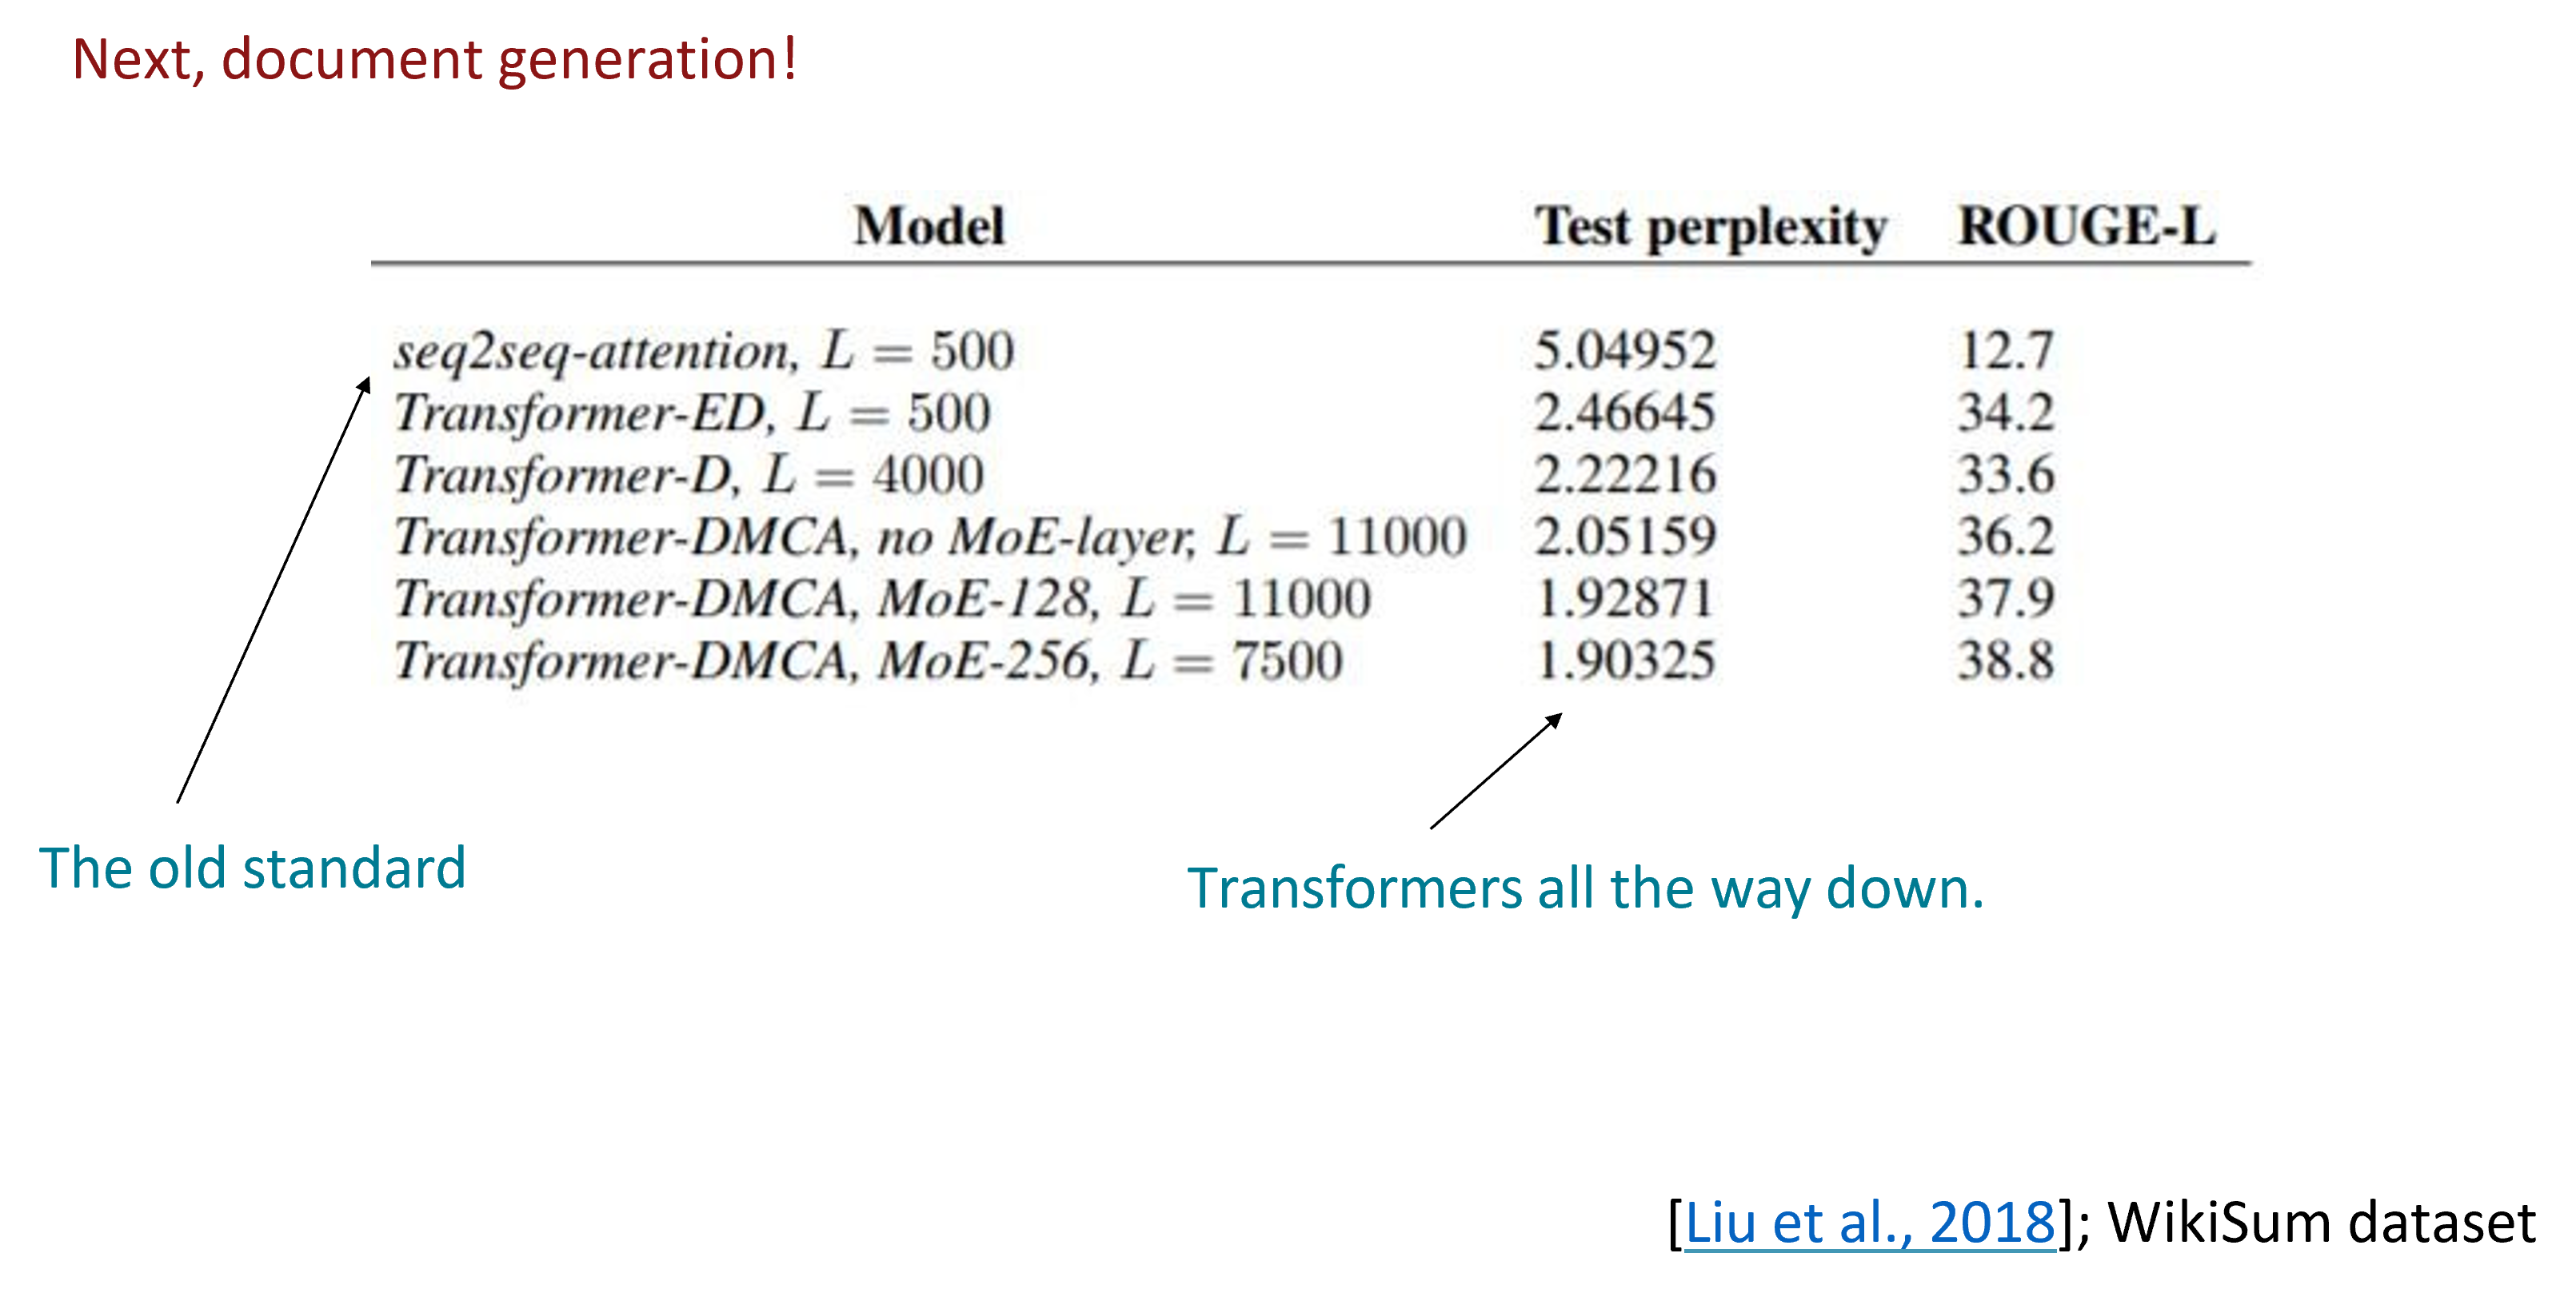 Next, document generation!
Model Test perplexity ROUGE-L
seq2seq-attention, L = 500 5.04952 12.7
Transformer-ED, L = 500 2.46645 34.2
Transformer-D, L = 4000 2.22216 33.6
Transformer-DMCA, no MoE-layer, L = 11000 2.05159 36.2
Transformer-DMCA, MoE-128, L = 11000 1.92871 37.9
Transformer-DMCA, MoE-256, L = 7500 1.90325 38.8
The old standard
Transformers all the way down.
[Liu et al., 2018]; WikiSum dataset